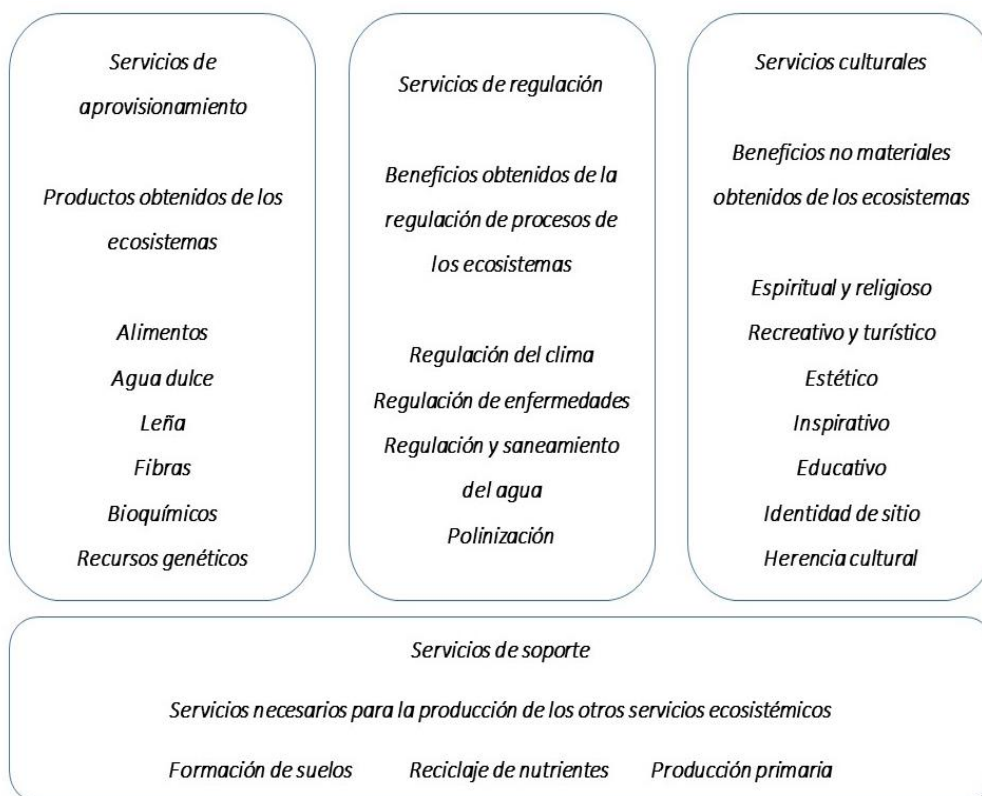 Servicios de
aprovisionamiento
Productos obtenidos de los
ecosistemas
Alimentos
Agua dulce
Leña
Fibras
Bioquímicos
Recursos genéticos
Servicios de regulación
Beneficios obtenidos de la
regulación de procesos de
los ecosistemas
Regulación del clima
Regulación de enfermedades
Regulación y saneamiento
del agua
Polinización
Servicios culturales
Beneficios no materiales
obtenidos de los ecosistemas
Espiritual y religioso
Recreativo y turístico
Estético
Inspirativo
Educativo
Identidad de sitio
Herencia cultural
Servicios de soporte
Servicios necesarios para la producción de los otros servicios ecosistémicos
Formación de suelos Reciclaje de nutrientes Producción primaria